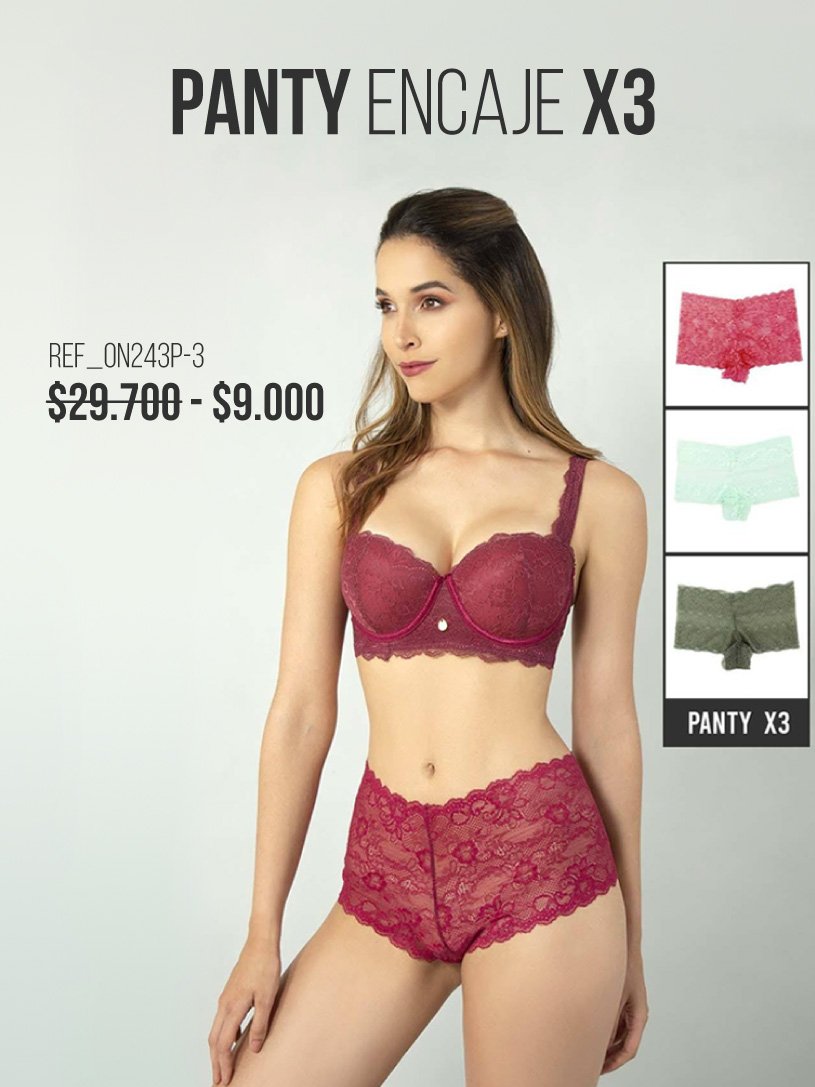 PANTY ENCAJE X3
REF_ON243P-3
$29.700 - $9.000
PANTY X3